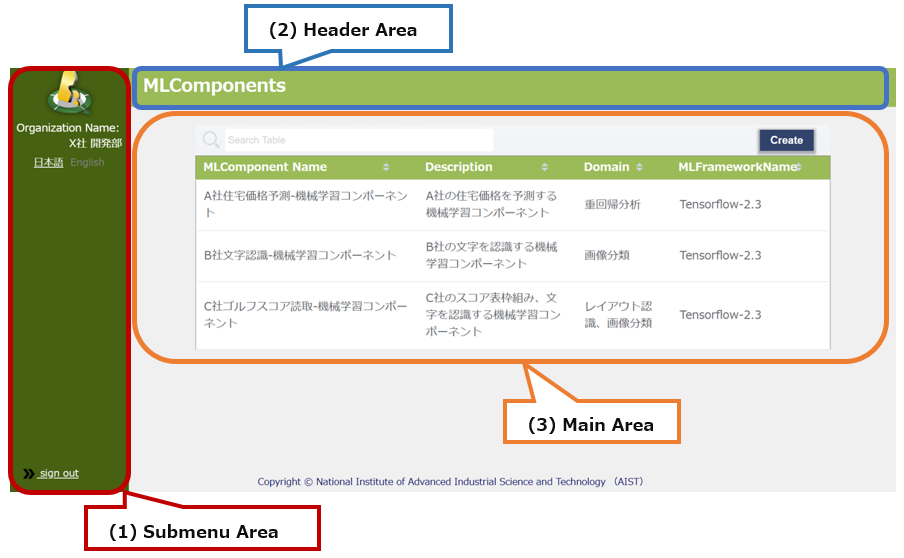 (2) Header Area
MLComponents
Organization Name:
X社 開発部
日本語 English
Search Table
Create
MLComponent Name Description Domain MLFrameworkName
A社住宅価格予測-機械学習コンポーネン
ト
A社の住宅価格を予測する
機械学習コンポーネント
重回帰分析
Tensorflow-2.3
B社文字認識-機械学習コンポーネント
B社の文字を認識する機械
学習コンポーネント
画像分類
Tensorflow-2.3
C社ゴルフスコア読取-機械学習コンポー
ネント
C社のスコア表枠組み、文
字を認識する機械学習コン
ポーネント
レイアウト認
識、画像分類
Tensorflow-2.3
(3) Main Area
sign out
Copyright © National Institute of Advanced Industrial Science and Technology （AIST）
(1) Submenu Area